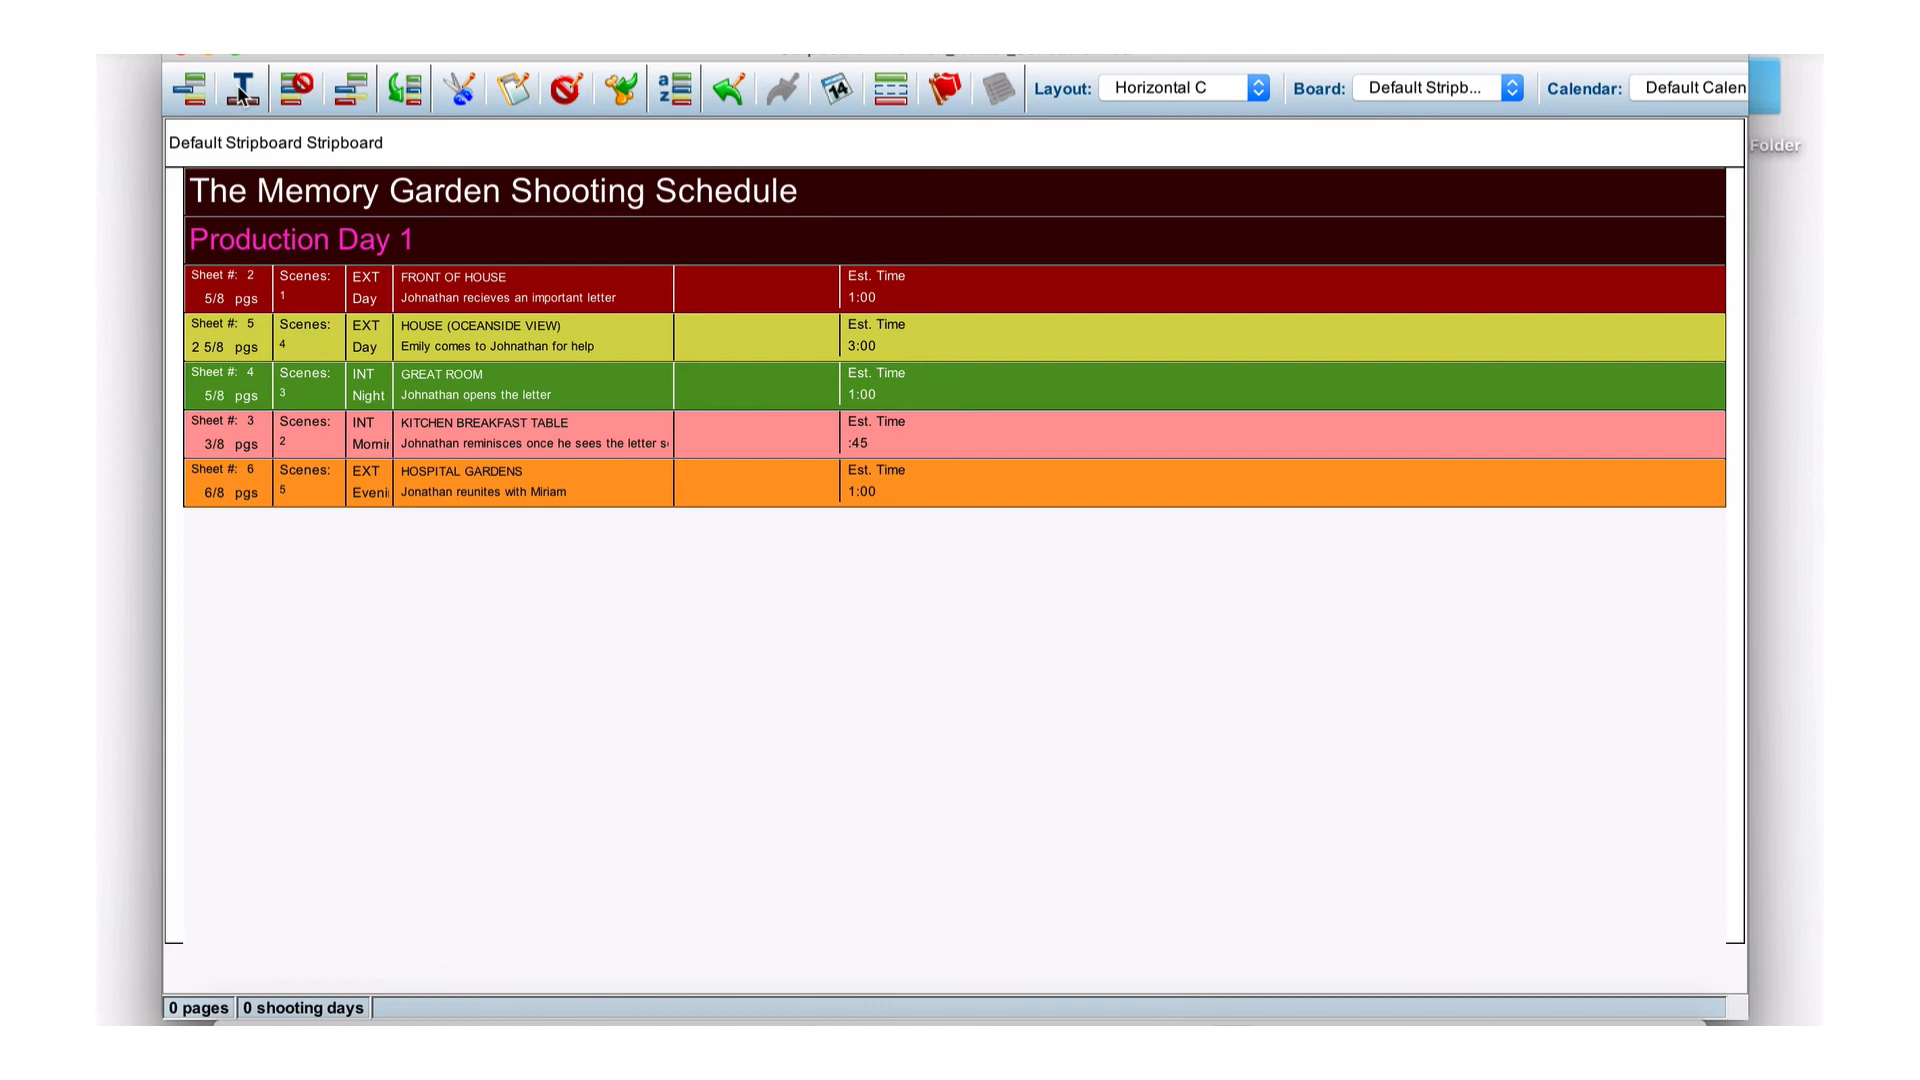 Layout: Horizontal C Board: Default Stripb... Calendar: Default Calen
Folder
Default Stripboard Stripboard
The Memory Garden Shooting Schedule
Production Day 1
Sheet #: 2 Scenes: EXT FRONT OF HOUSE Est. Time
5/8 pgs 1 Day Johnathan recieves an important letter 1:00
Sheet #: 5 Scenes: EXT HOUSE (OCEANSIDE VIEW) Est. Time
2 5/8 pgs 4 Day Emily comes to Johnathan for help 3:00
Sheet #: 4 Scenes: INT GREAT ROOM Est. Time
5/8 pgs 3 Night Johnathan opens the letter 1:00
Sheet #: 3 Scenes: INT KITCHEN BREAKFAST TABLE Est. Time
3/8 pgs 2 Morni Johnathan reminisces once he sees the letter s :45
Sheet #: 6 Scenes: EXT HOSPITAL GARDENS Est. Time
6/8 pgs 5 Eveni Jonathan reunites with Miriam 1:00
0 pages 0 shooting days